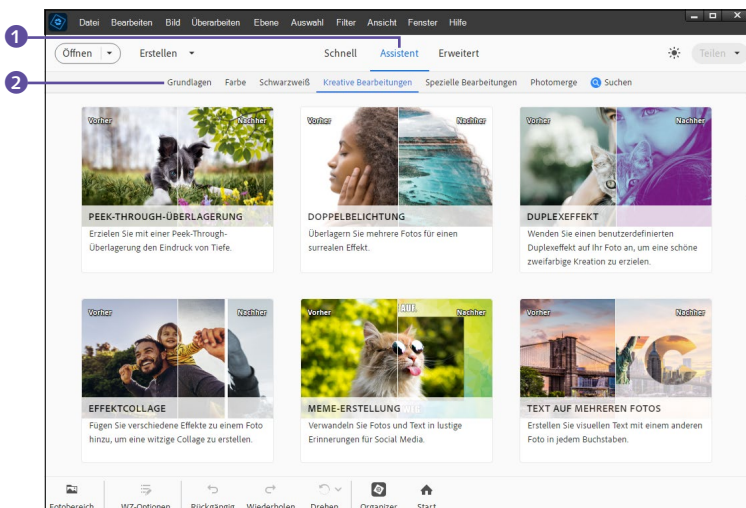 Datei Bearbeiten Bild Überarbeiten Ebene Auswahl Filter Ansicht Fenster Hilfe
1
Öffnen Erstellen Schnell Assistent Erweitert Teilen
2
Grundlagen Farbe Schwarzweiß Kreative Bearbeitungen Spezielle Bearbeitungen Photomerge Suchen
Vorher Nachher Vorher Nachher Vorher Nachher
PEEK-THROUGH-ÜBERLAGERUNG
Erzielen Sie mit einer Peek-Through-
Überlagerung den Eindruck von Tiefe.
DOPPELBELICHTUNG
Überlagern Sie mehrere Fotos für einen
surrealen Effekt.
DUPLEXEFFEKT
Wenden Sie einen benutzerdefinierten
Duplexeffekt auf Ihr Foto an, um eine schöne
zweifarbige Kreation zu erzielen.
Vorher Nachher Vorher Nachher Vorher Nachher
EFFEKTCOLLAGE
Fügen Sie verschiedene Effekte zu einem Foto
hinzu, um eine witzige Collage zu erstellen.
MEME-ERSTELLUNG
Verwandeln Sie Fotos und Text in lustige
Erinnerungen für Social Media.
TEXT AUF MEHREREN FOTOS
Erstellen Sie visuellen Text mit einem anderen
Foto in jedem Buchstaben.
Fotobereich WZ-Optionen Rückgängig Wiederholen Drehen Organizer Start